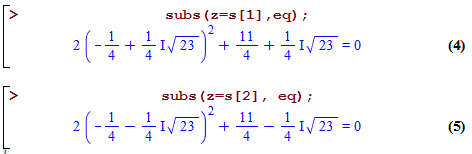 > subs(z=s[1],eq);
2(-1/4 + 1/4 I√23)² + 11/4 + 1/4 I√23 = 0 (4)
> subs(z=s[2], eq);
2(-1/4 - 1/4 I√23)² + 11/4 - 1/4 I√23 = 0 (5)